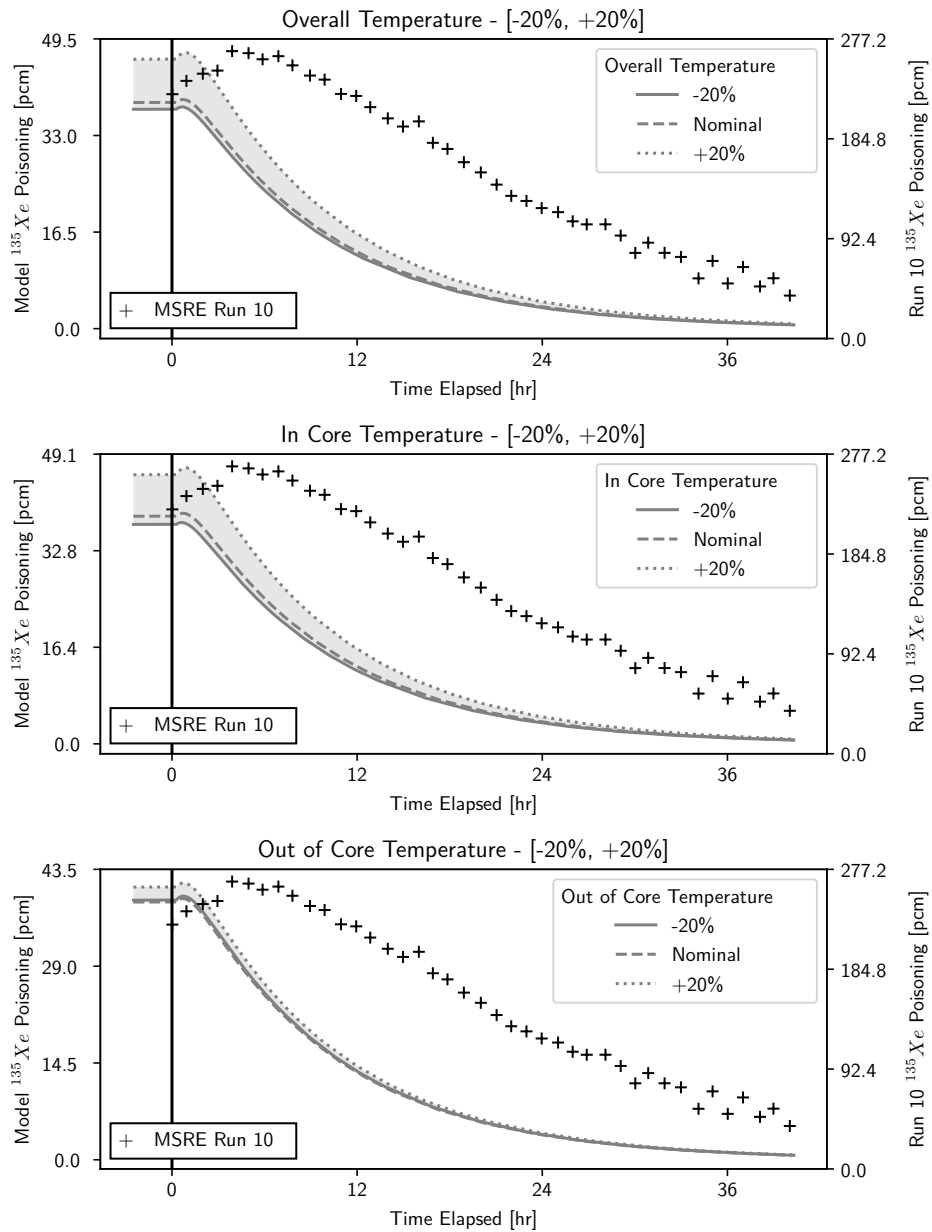 Overall Temperature - [-20%, +20%]
49.5
33.0
16.5
0.0
Model ¹³⁵Xe Poisoning [pcm]
277.2
184.8
92.4
0.0
Run 10 ¹³⁵Xe Poisoning [pcm]
Overall Temperature
-20%
Nominal
+20%
MSRE Run 10
0
12
24
36
Time Elapsed [hr]
In Core Temperature - [-20%, +20%]
49.1
32.8
16.4
0.0
Model ¹³⁵Xe Poisoning [pcm]
277.2
184.8
92.4
0.0
Run 10 ¹³⁵Xe Poisoning [pcm]
In Core Temperature
-20%
Nominal
+20%
MSRE Run 10
0
12
24
36
Time Elapsed [hr]
Out of Core Temperature - [-20%, +20%]
43.5
29.0
14.5
0.0
Model ¹³⁵Xe Poisoning [pcm]
277.2
184.8
92.4
0.0
Run 10 ¹³⁵Xe Poisoning [pcm]
Out of Core Temperature
-20%
Nominal
+20%
MSRE Run 10
0
12
24
36
Time Elapsed [hr]